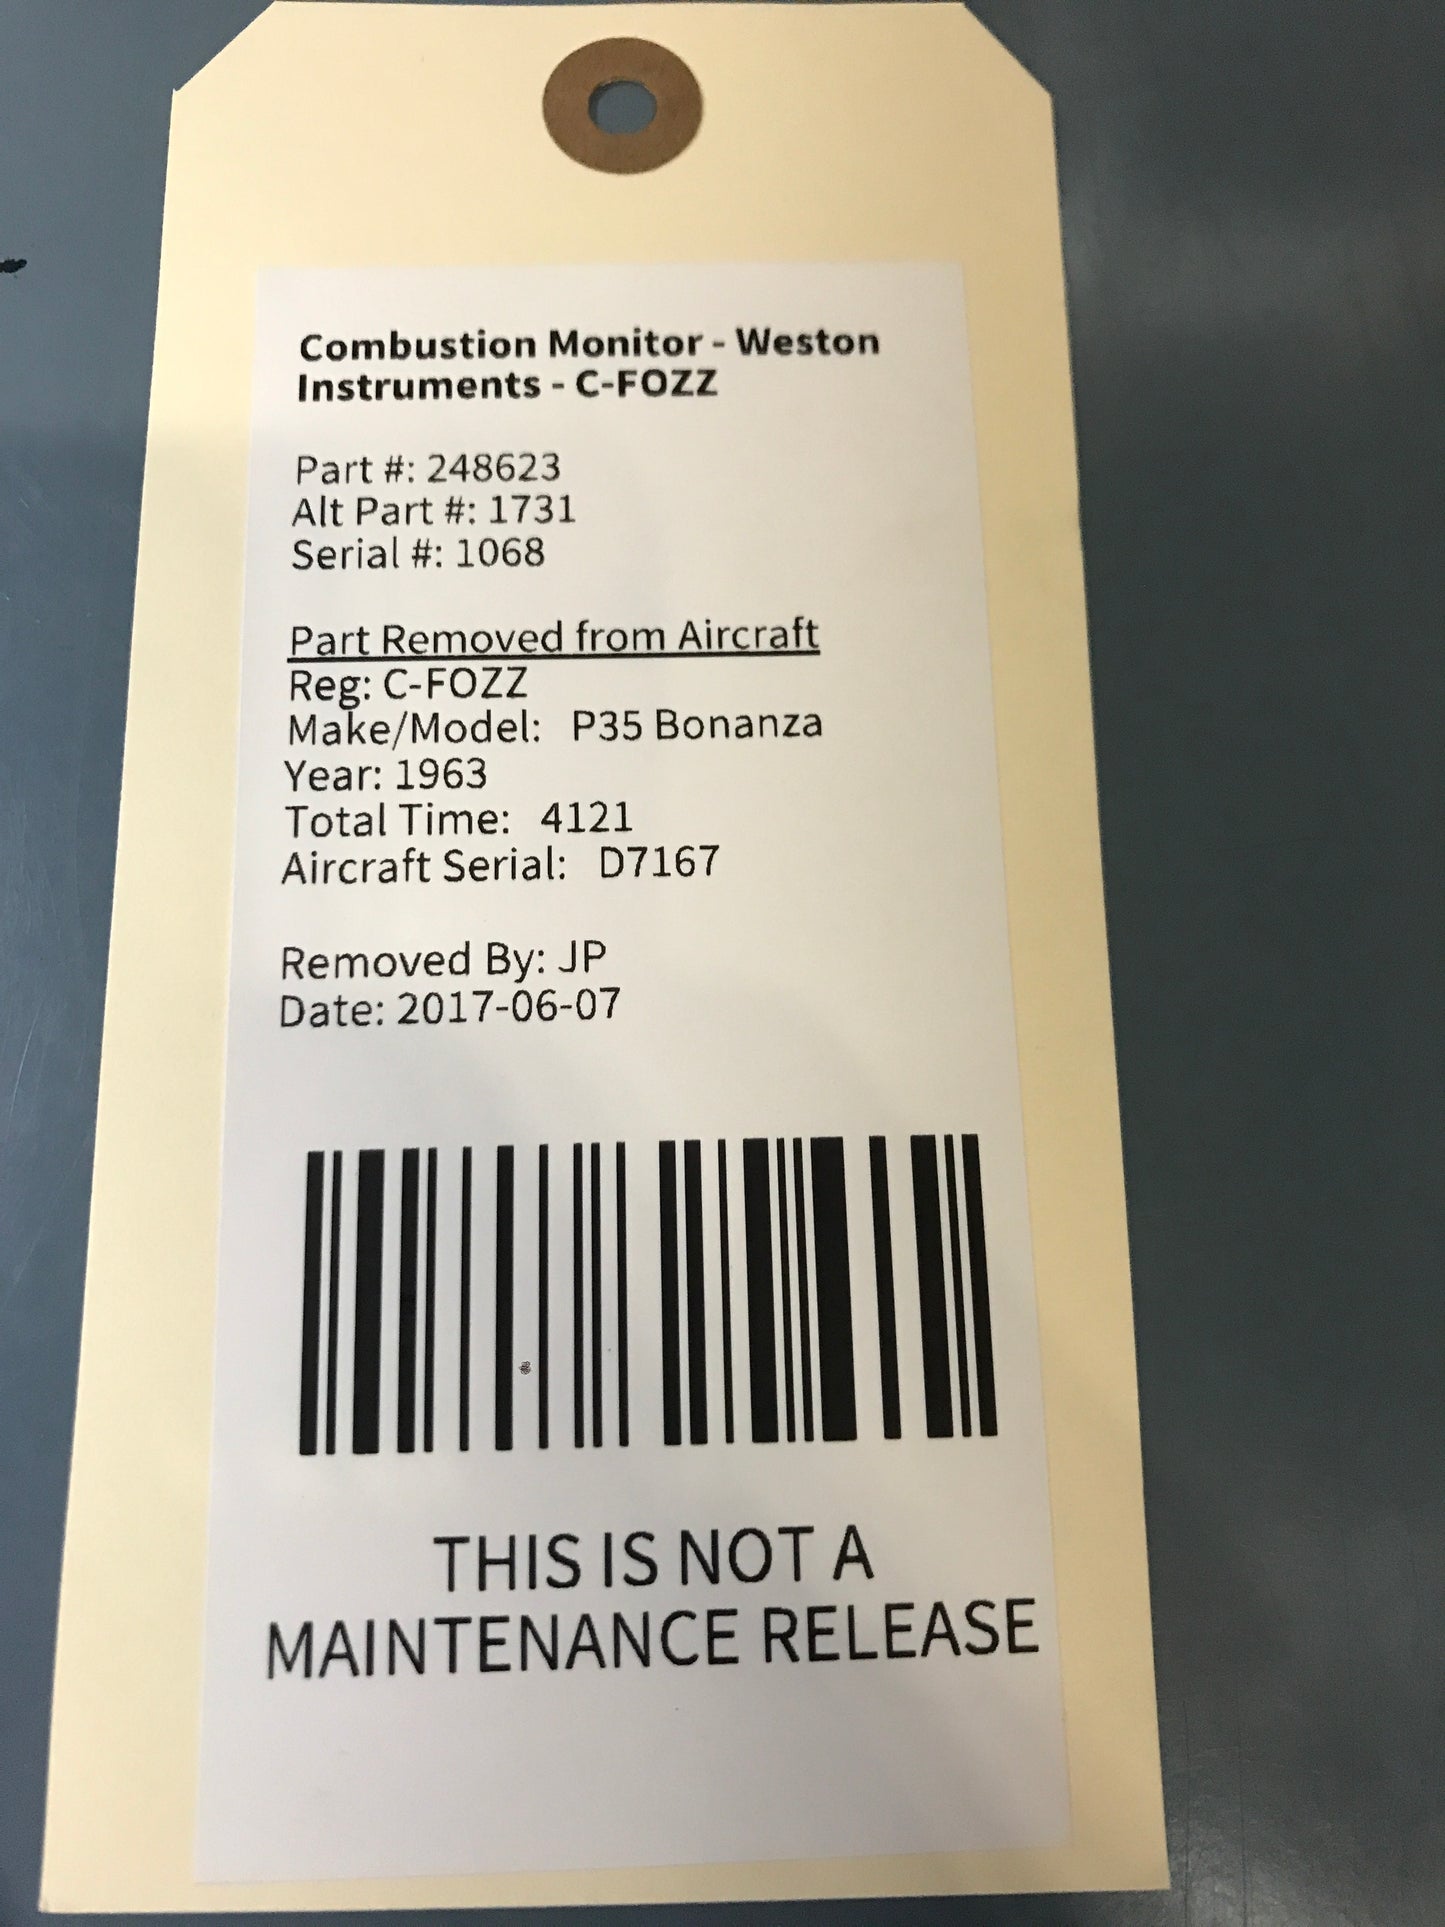 Combustion Monitor - Weston
Instruments - C-FOZZ
Part #: 248623
Alt Part #: 1731
Serial #: 1068
Part Removed from Aircraft
Reg: C-FOZZ
Make/Model: P35 Bonanza
Year: 1963
Total Time: 4121
Aircraft Serial: D7167
Removed By: JP
Date: 2017-06-07
THIS IS NOT A
MAINTENANCE RELEASE